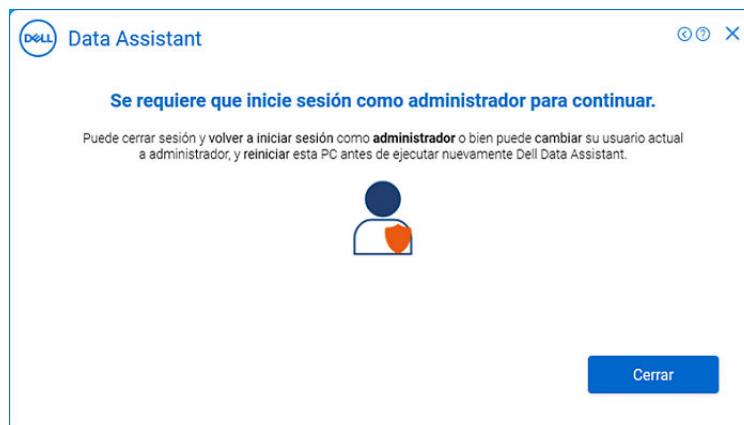 DELL Data Assistant
Se requiere que inicie sesión como administrador para continuar.
Puede cerrar sesión y volver a iniciar sesión como administrador o bien puede cambiar su usuario actual
a administrador, y reiniciar esta PC antes de ejecutar nuevamente Dell Data Assistant.
Cerrar